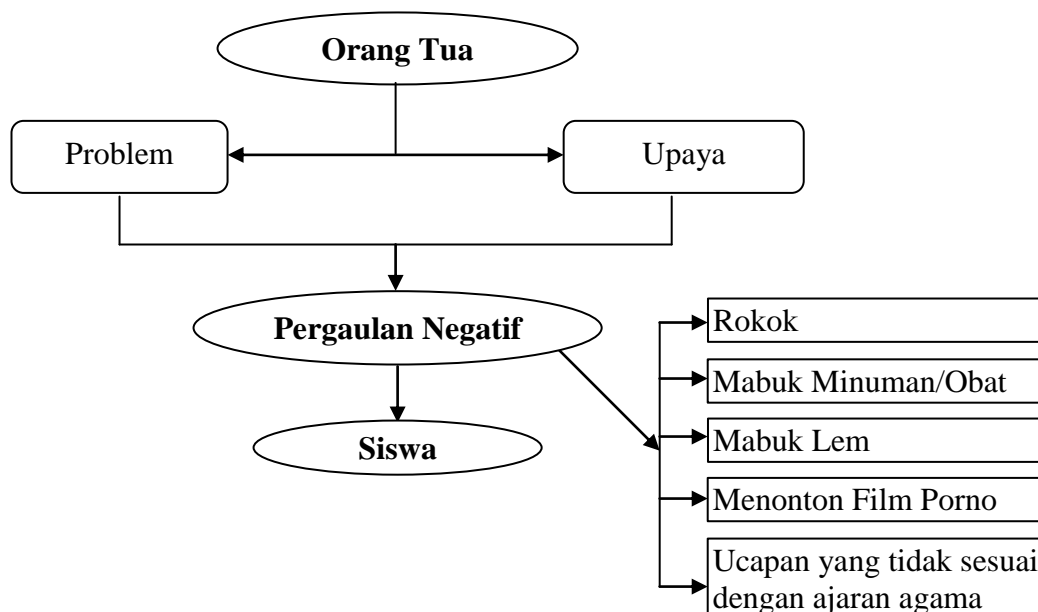 Orang Tua
Problem
Upaya
Pergaulan Negatif
Siswa
Rokok
Mabuk Minuman/Obat
Mabuk Lem
Menonton Film Porno
Ucapan yang tidak sesuai
dengan ajaran agama